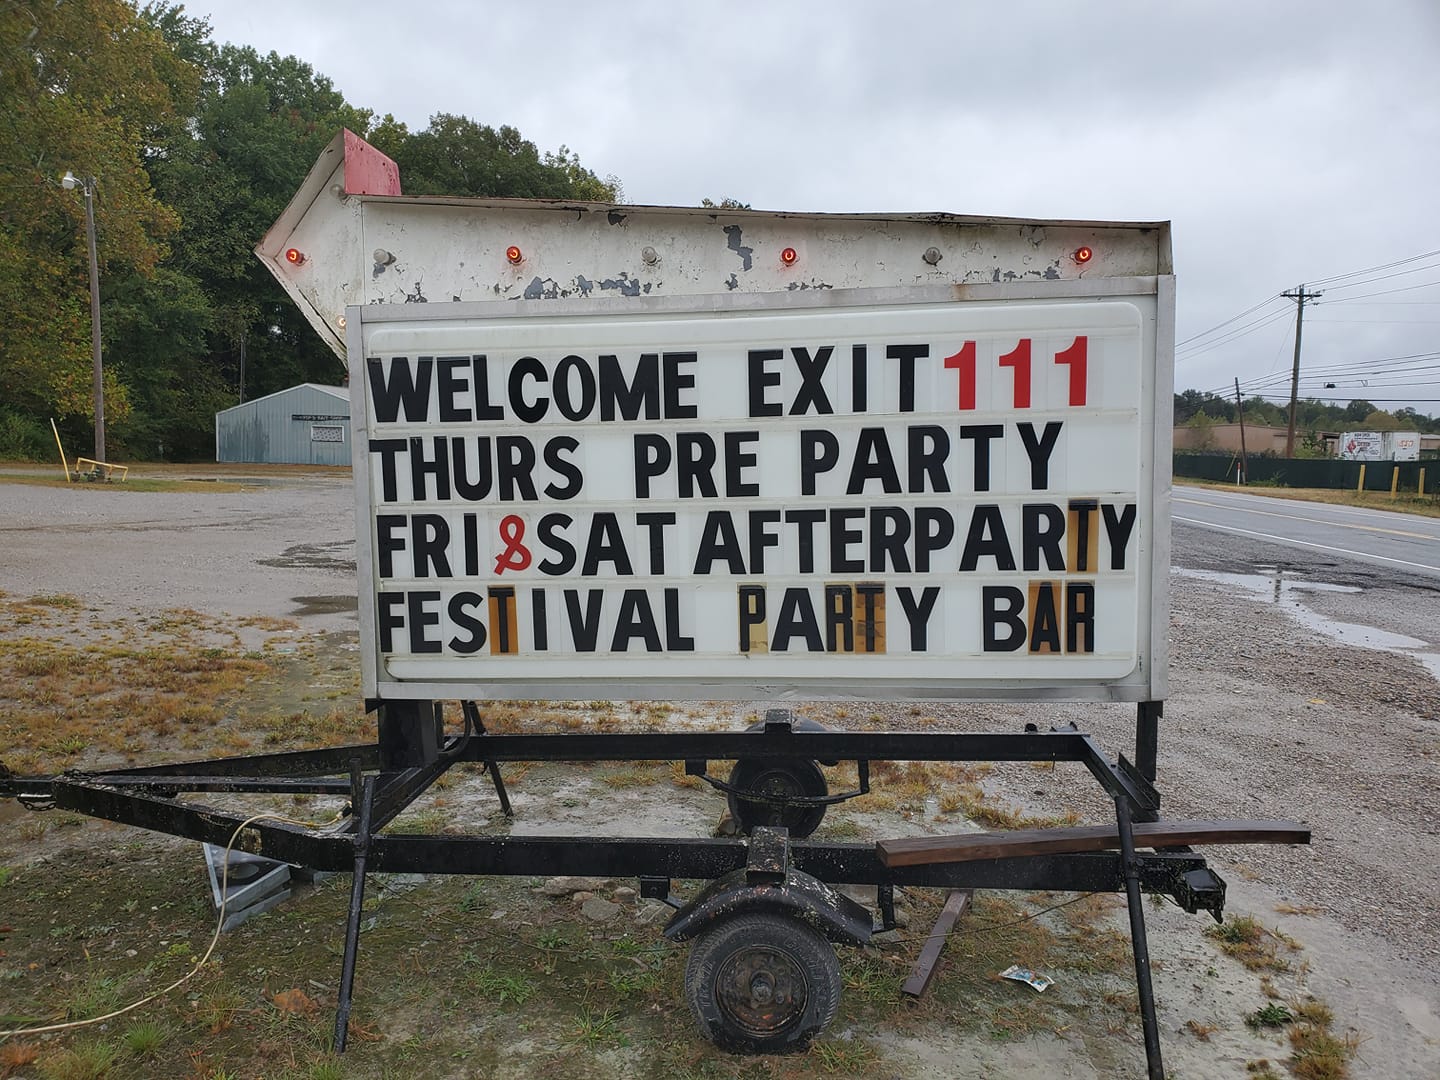 WELCOME EXIT 111
THURS PRE PARTY
FRI & SAT AFTERPARTY
FESTIVAL PARTY BAR